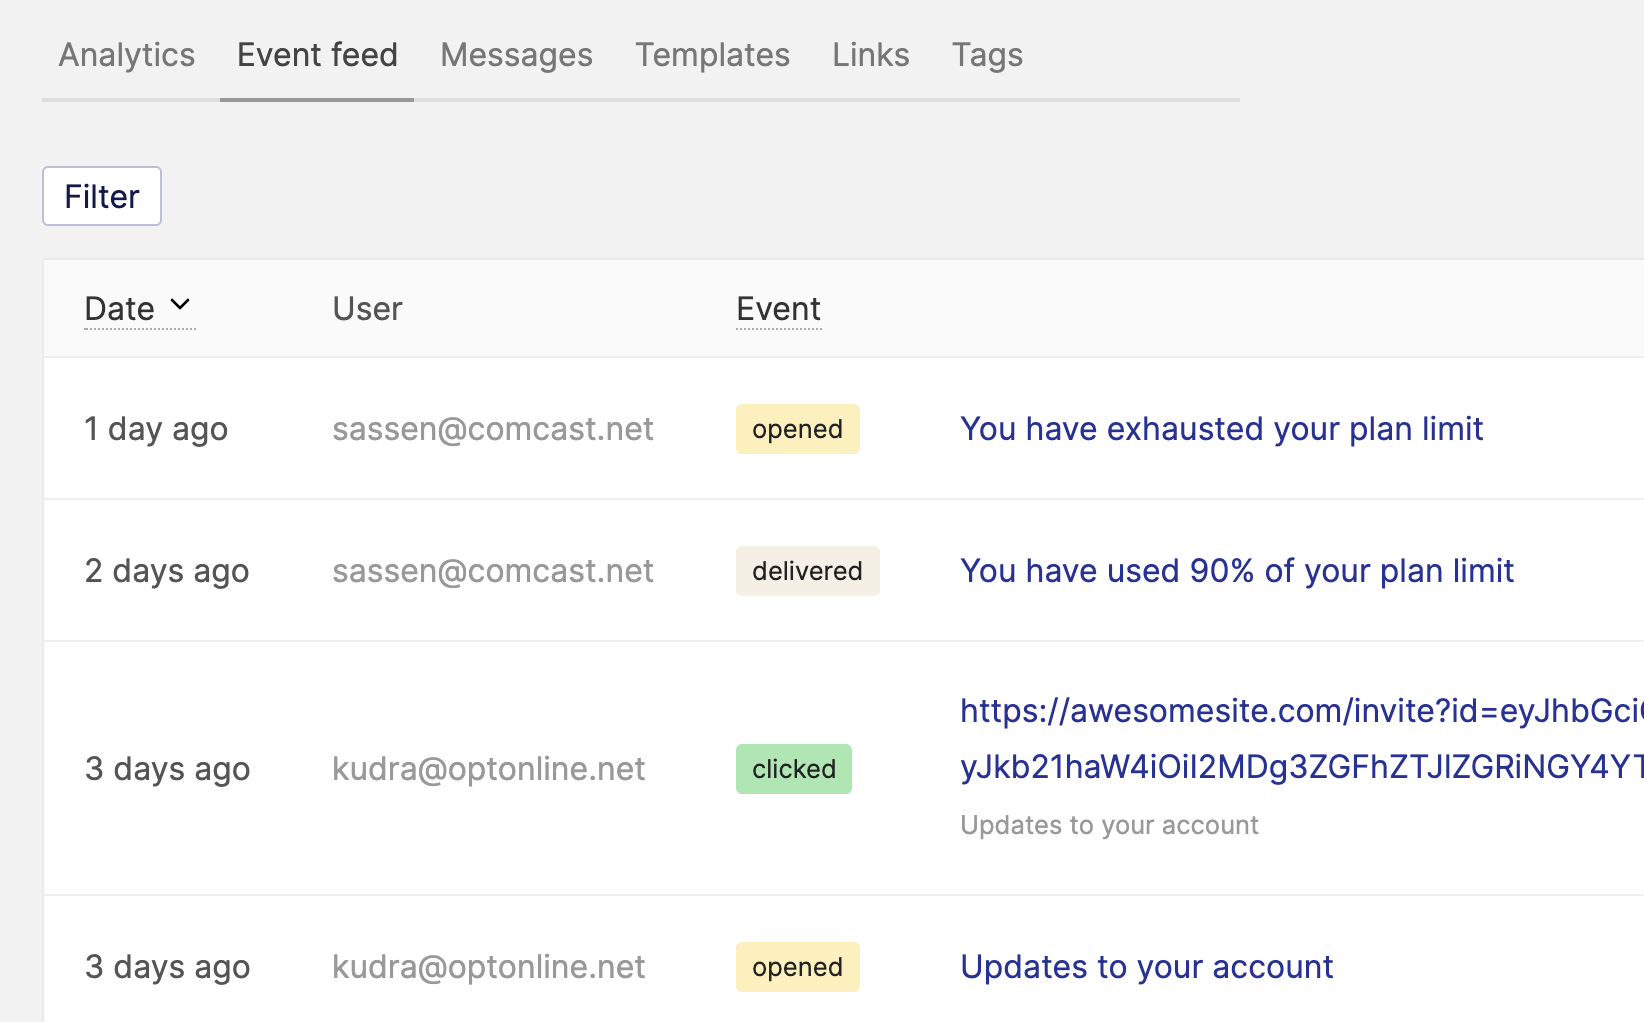 Analytics Event feed Messages Templates Links Tags
Filter
Date User Event
1 day ago sassen@comcast.net opened You have exhausted your plan limit
2 days ago sassen@comcast.net delivered You have used 90% of your plan limit
https://awesomesite.com/invite?id=eyJhbGci
3 days ago kudra@optonline.net clicked yJkb21haW4iOiI2MDg3ZGFhZTJlZGRiNGY4YT
Updates to your account
3 days ago kudra@optonline.net opened Updates to your account